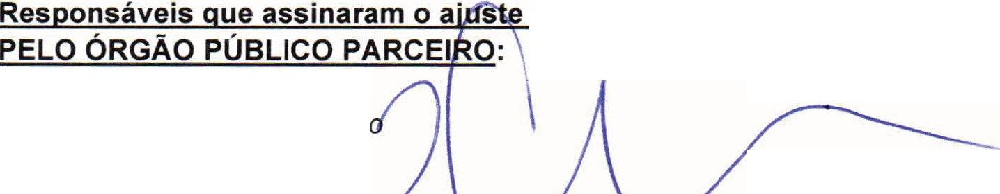 Responsáveis que assinaram o ajuste
PELO ÓRGÃO PÚBLICO PARCEIRO:
o